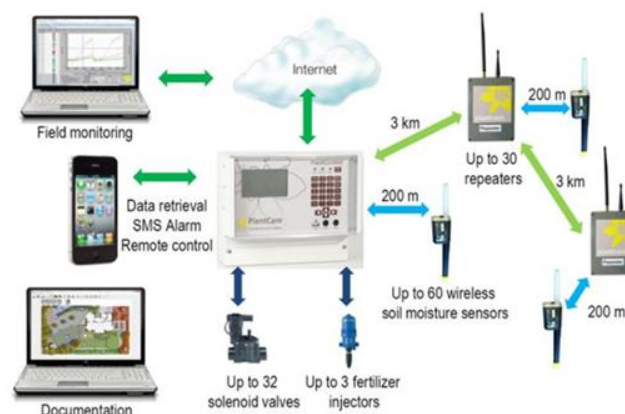 Internet
Field monitoring
Data retrieval
SMS Alarm
Remote control
PlantCare
3 km
200 m
Up to 30
repeaters
3 km
200 m
Up to 60 wireless
soil moisture sensors
200 m
Up to 32
solenoid valves
Up to 3 fertilizer
injectors
Documentation